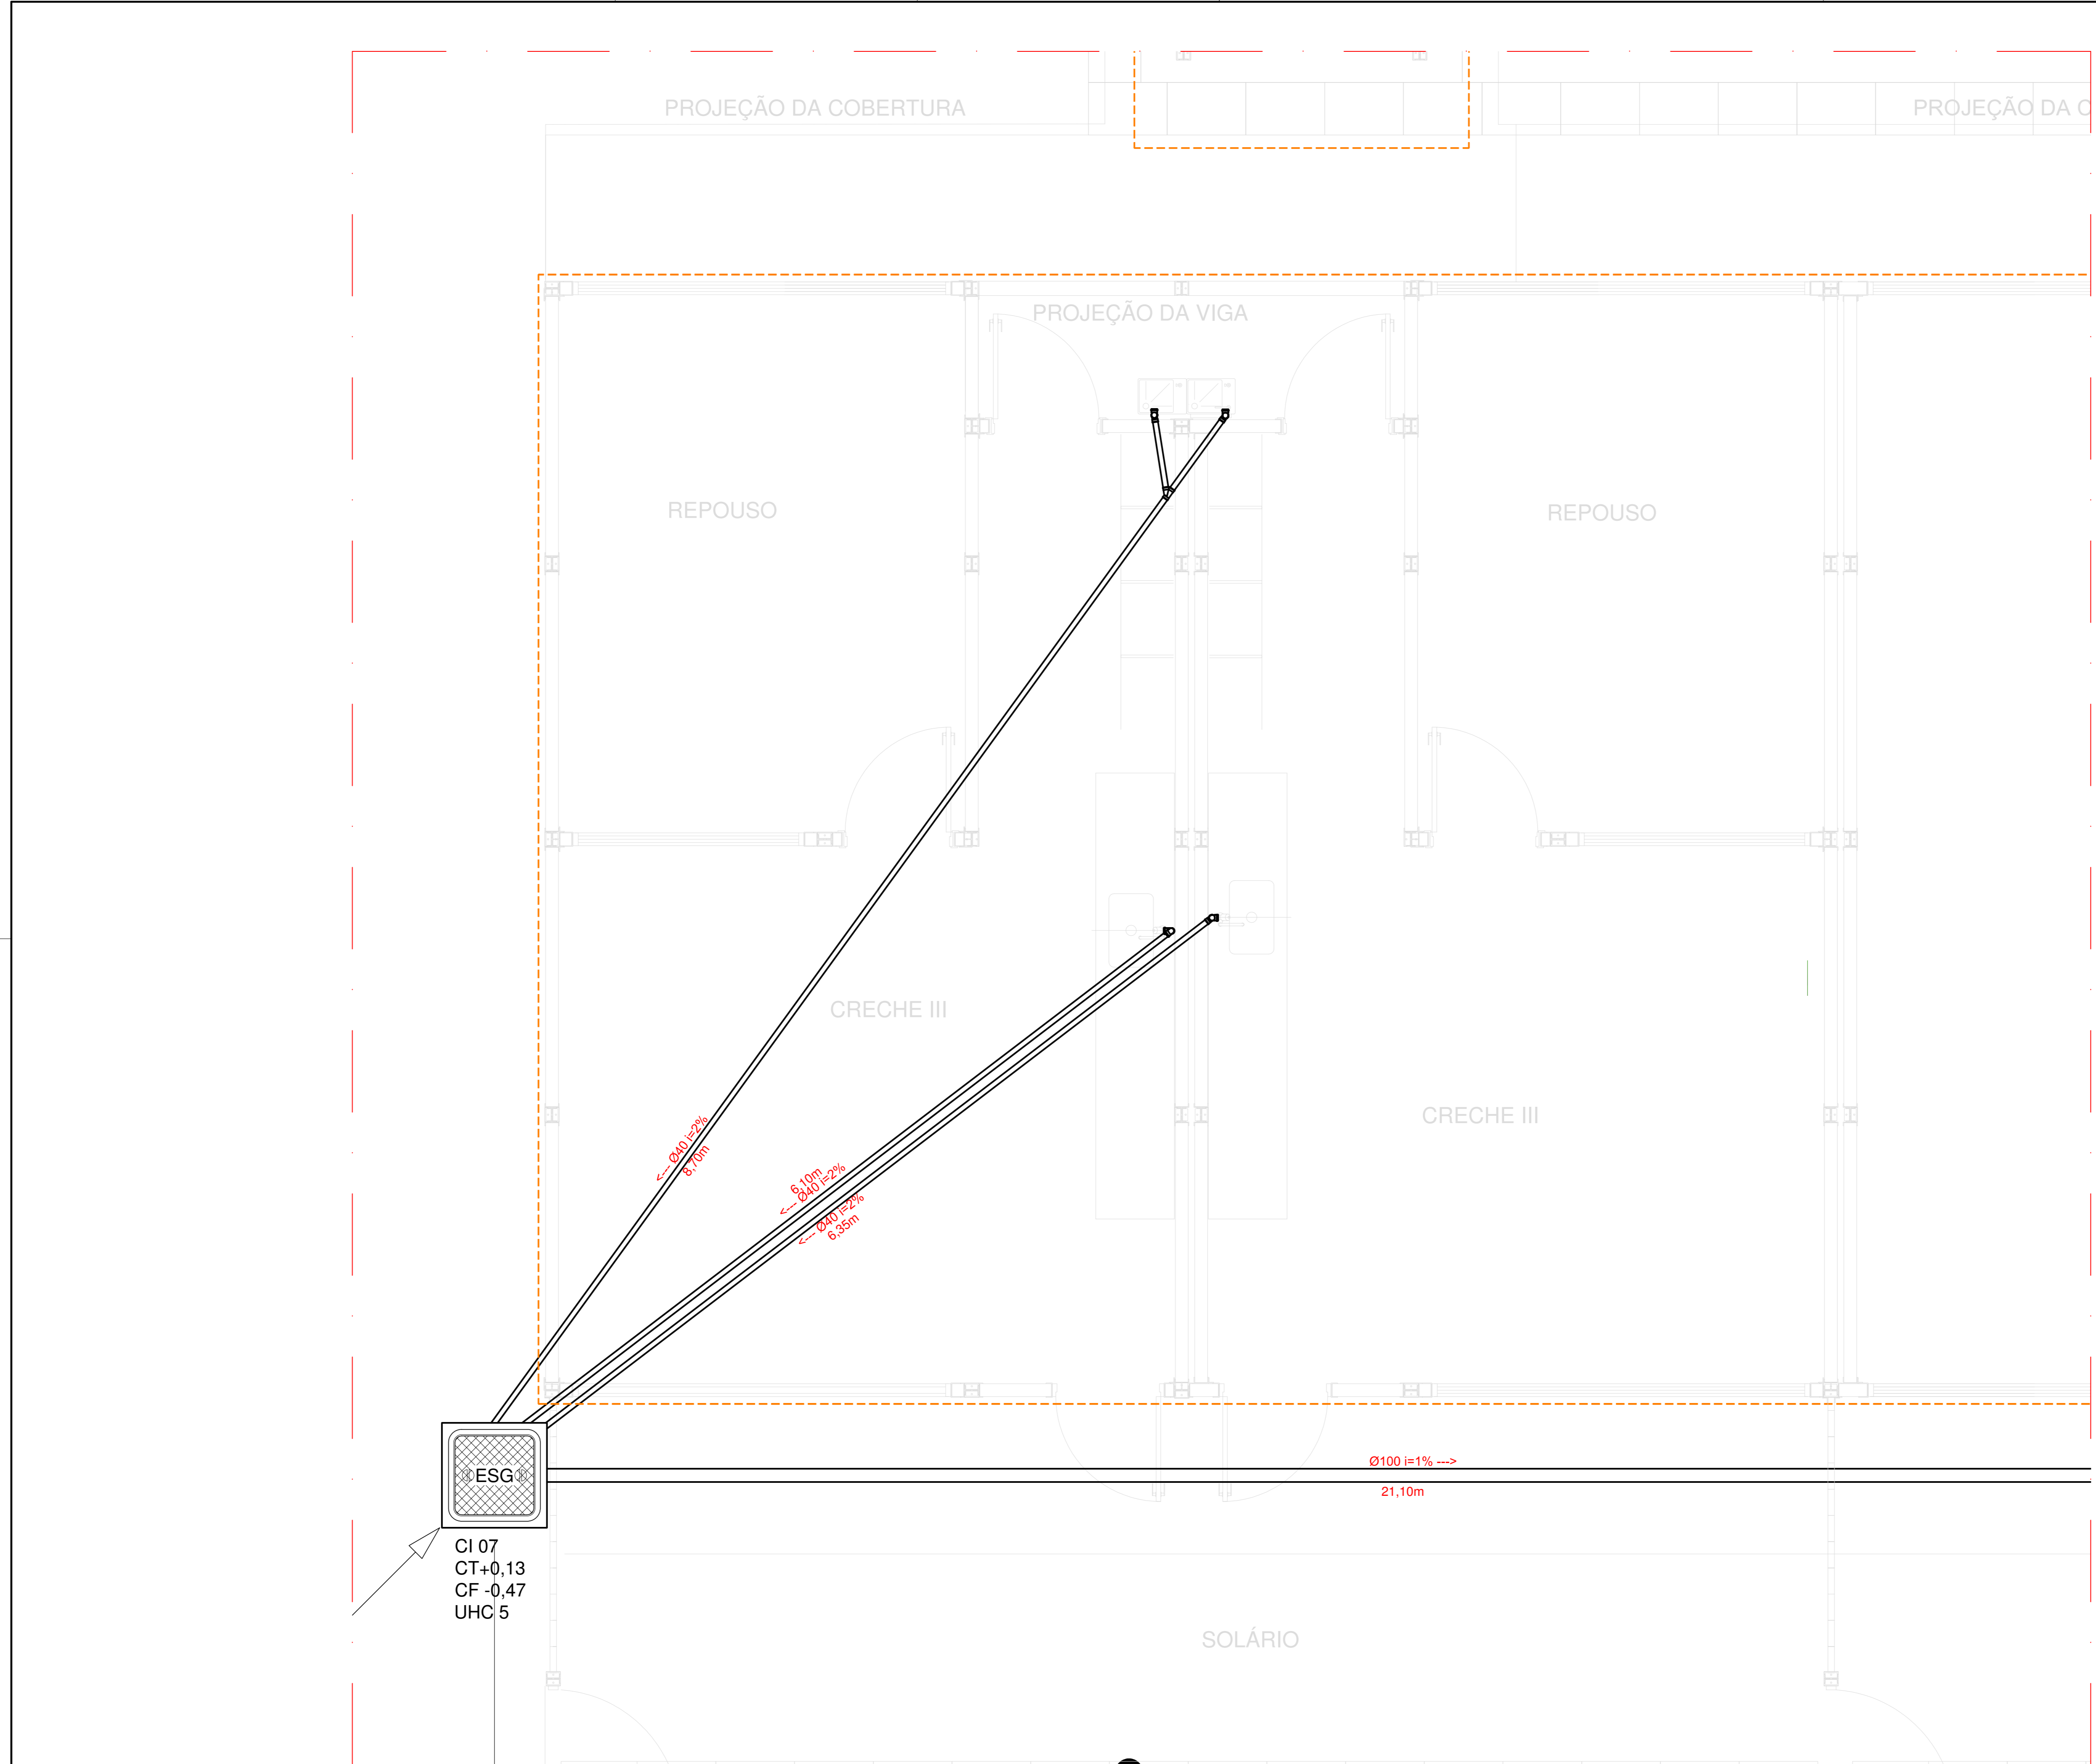 PROJEÇÃO DA COBERTURA
PROJEÇÃO DA C
PROJEÇÃO DA VIGA
REPOUSO
REPOUSO
CRECHE III
CRECHE III
<--- Ø40 i=2%
8,70m
6,10m
<--- Ø40 i=2%
<--- Ø40 i=2%
6,35m
Ø100 i=1% --->
21,10m
ESG
CI 07
CT+0,13
CF -0,47
UHC 5
SOLÁRIO